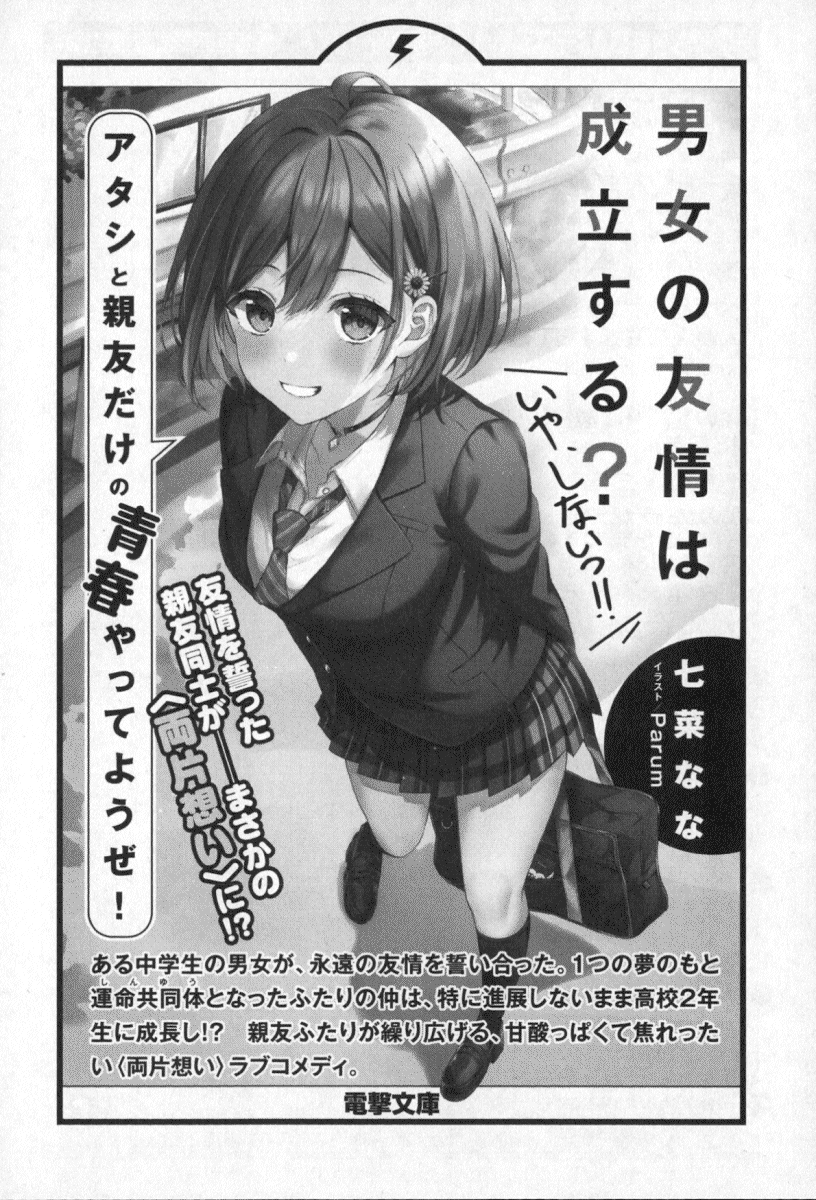 男女の友情は
成立する?
いや、しないっ!!
七菜なな
イラスト Parum
アタシと親友だけの青春やってようぜ!
友情を誓った
親友同士が――まさかの
〈両片想い〉に!?
ある中学生の男女が、永遠の友情を誓い合った。1つの夢のもと
しんゆう
運命共同体となったふたりの仲は、特に進展しないまま高校2年
生に成長し!? 親友ふたりが繰り広げる、甘酸っぱくて焦れった
い〈両片想い〉ラブコメディ。
電撃文庫